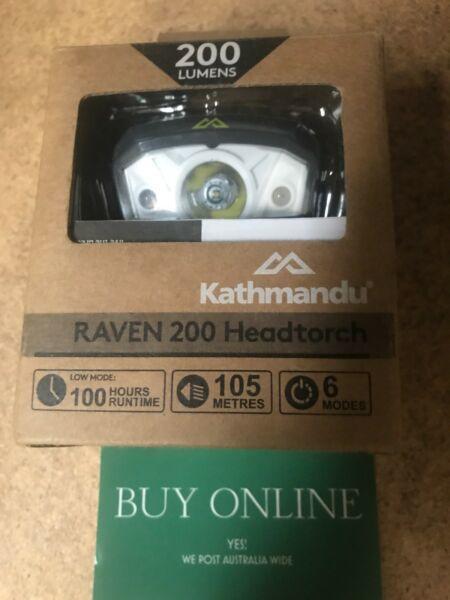 200
LUMENS
Kathmandu®
RAVEN 200 Headtorch
LOW MODE:
100 HOURS
RUNTIME
105
METRES
6
MODES
BUY ONLINE
YES!
WE POST AUSTRALIA WIDE